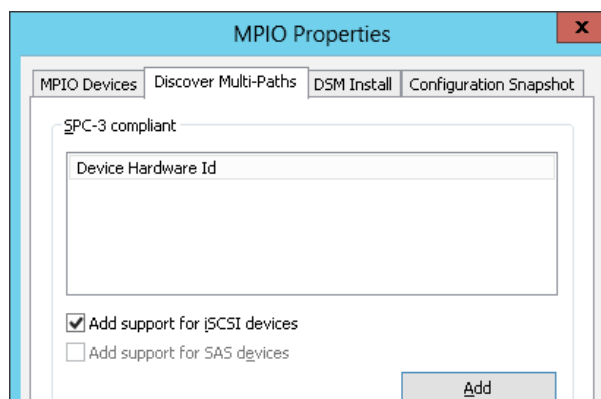 MPIO Properties
x
MPIO Devices Discover Multi-Paths DSM Install Configuration Snapshot
SPC-3 compliant
Device Hardware Id
Add support for iSCSI devices
Add support for SAS devices
Add